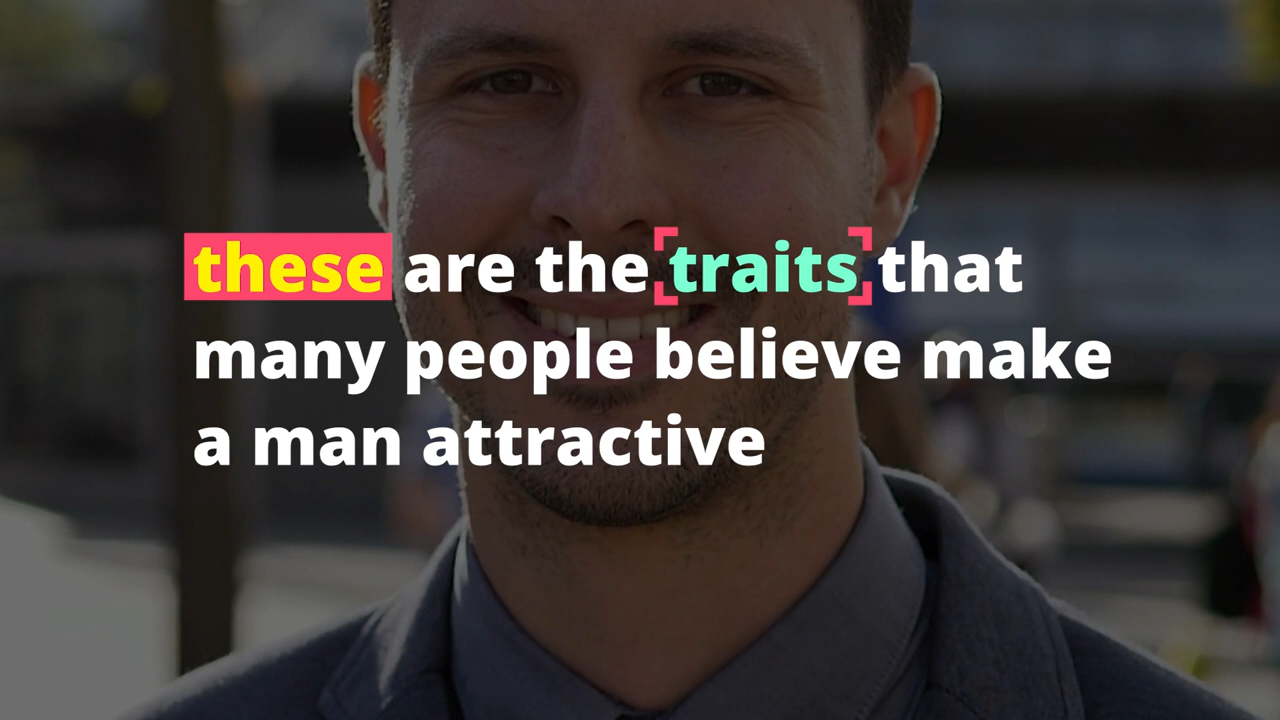 these are the traits that
many people believe make
a man attractive